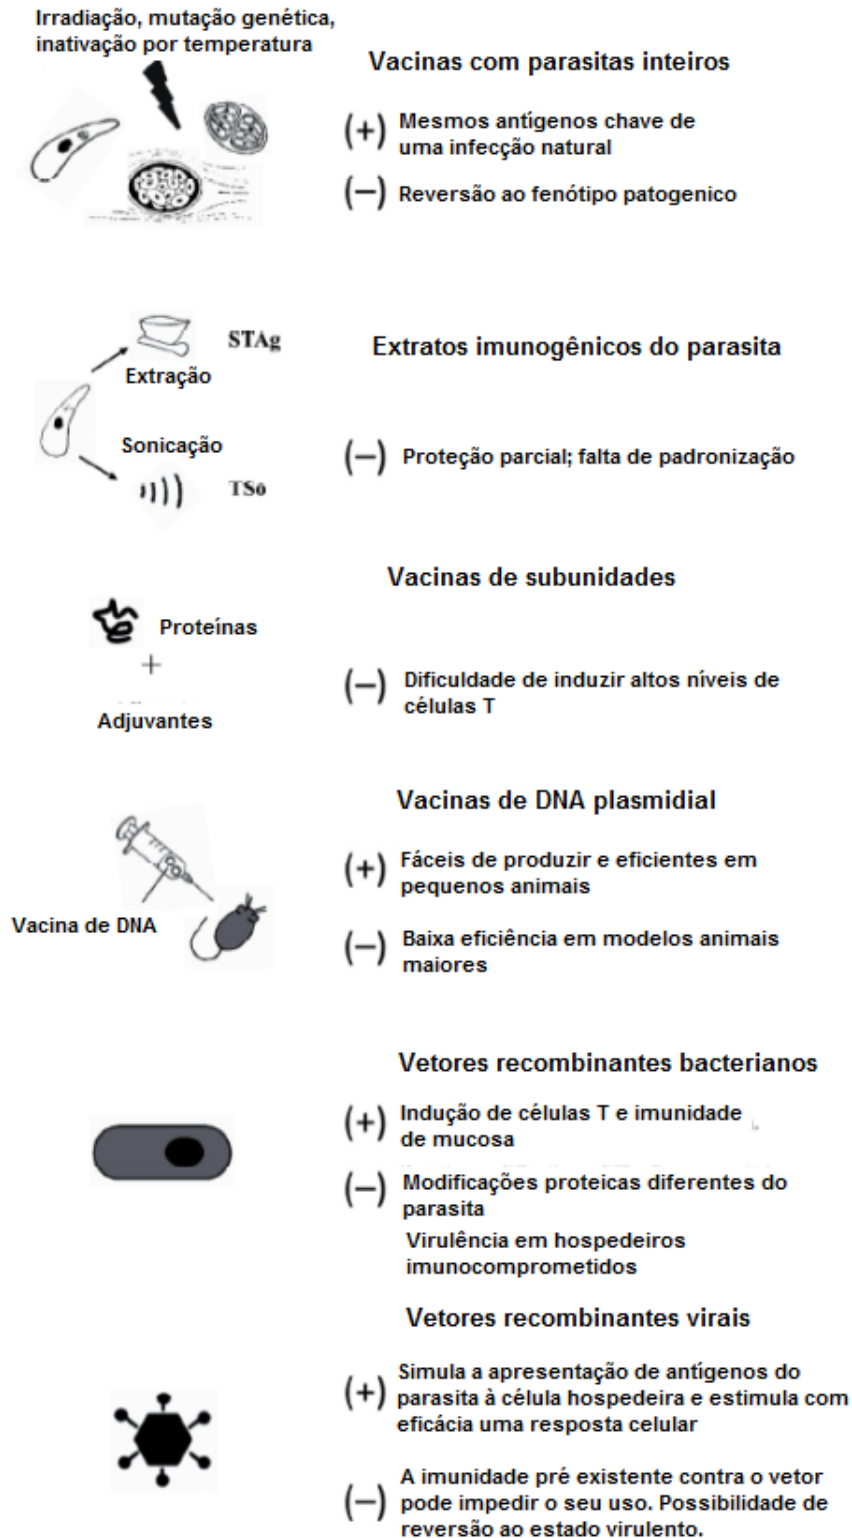 Irradiação, mutação genética,
inativação por temperatura
Vacinas com parasitas inteiros
(+) Mesmos antígenos chave de
uma infecção natural
(−) Reversão ao fenótipo patogenico
STAg
Extração
Extratos imunogênicos do parasita
Sonicação
(−) Proteção parcial; falta de padronização
TSo
Vacinas de subunidades
Proteínas
+
Adjuvantes
(−) Dificuldade de induzir altos níveis de
células T
Vacinas de DNA plasmidial
(+) Fáceis de produzir e eficientes em
pequenos animais
Vacina de DNA
(−) Baixa eficiência em modelos animais
maiores
Vetores recombinantes bacterianos
(+) Indução de células T e imunidade
de mucosa
(−) Modificações proteicas diferentes do
parasita
Virulência em hospedeiros
imunocomprometidos
Vetores recombinantes virais
(+) Simula a apresentação de antígenos do
parasita à célula hospedeira e estimula com
eficácia uma resposta celular
(−) A imunidade pré existente contra o vetor
pode impedir o seu uso. Possibilidade de
reversão ao estado virulento.